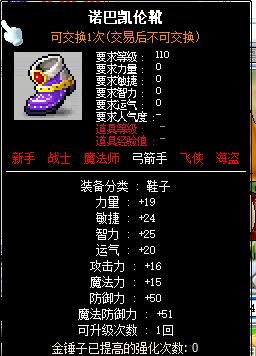 诺巴凯伦靴
可交换1次(交易后不可交换)
要求等级: 110
要求力量: 0
要求敏捷: 0
要求智力: 0
要求运气: 0
要求人气度: -
道具等级: -
道具经验值: -
新手 战士 魔法师 弓箭手 飞侠 海盗
装备分类 : 鞋子
力量 : +19
敏捷 : +24
智力 : +25
运气 : +20
攻击力 : +16
魔法力 : +15
防御力 : +50
魔法防御力 : +51
可升级次数 : 1回
金锤子已提高的强化次数: 0